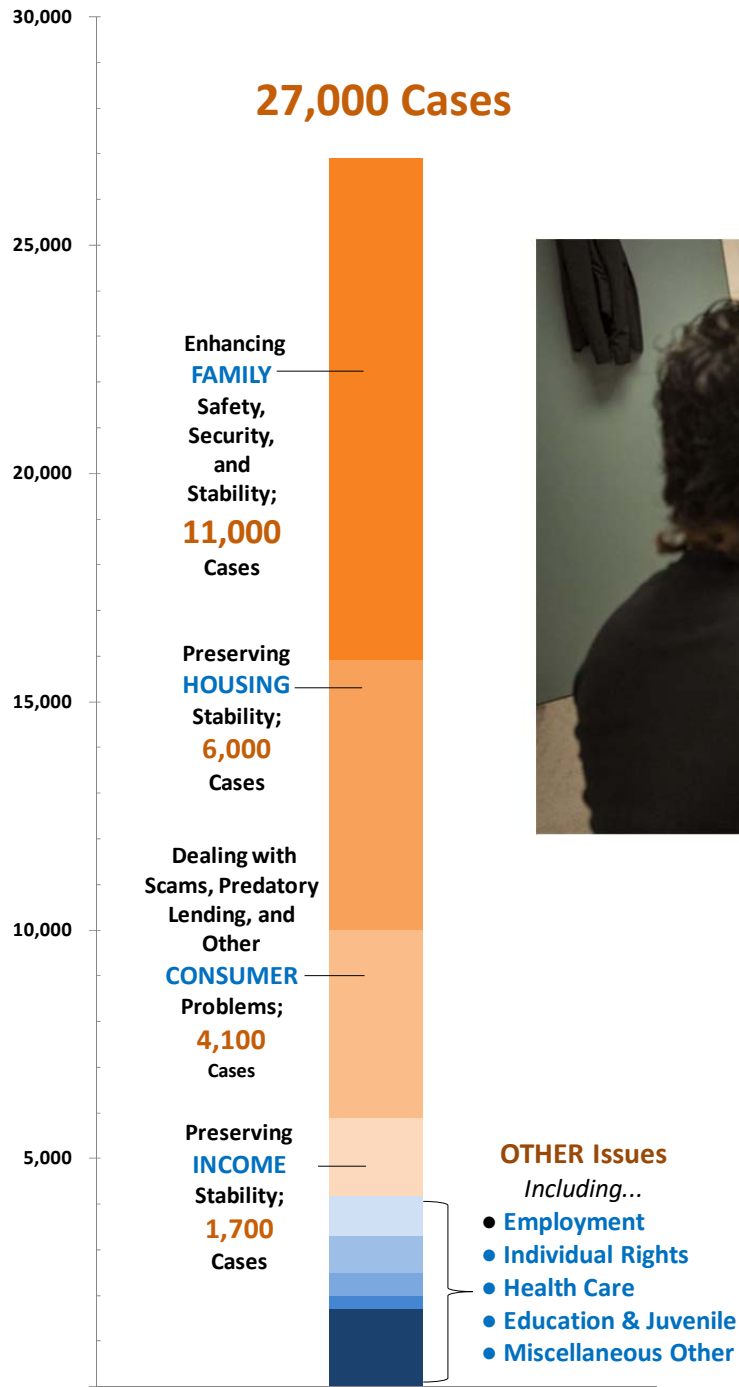 30,000
27,000 Cases
25,000
Enhancing
FAMILY
Safety,
Security,
and
Stability;
11,000
Cases
20,000
Preserving
HOUSING
Stability;
6,000
Cases
15,000
Dealing with
Scams, Predatory
Lending, and
Other
CONSUMER
Problems;
4,100
Cases
10,000
Preserving
INCOME
Stability;
1,700
Cases
5,000
OTHER Issues
Including...
● Employment
● Individual Rights
● Health Care
● Education & Juvenile
● Miscellaneous Other